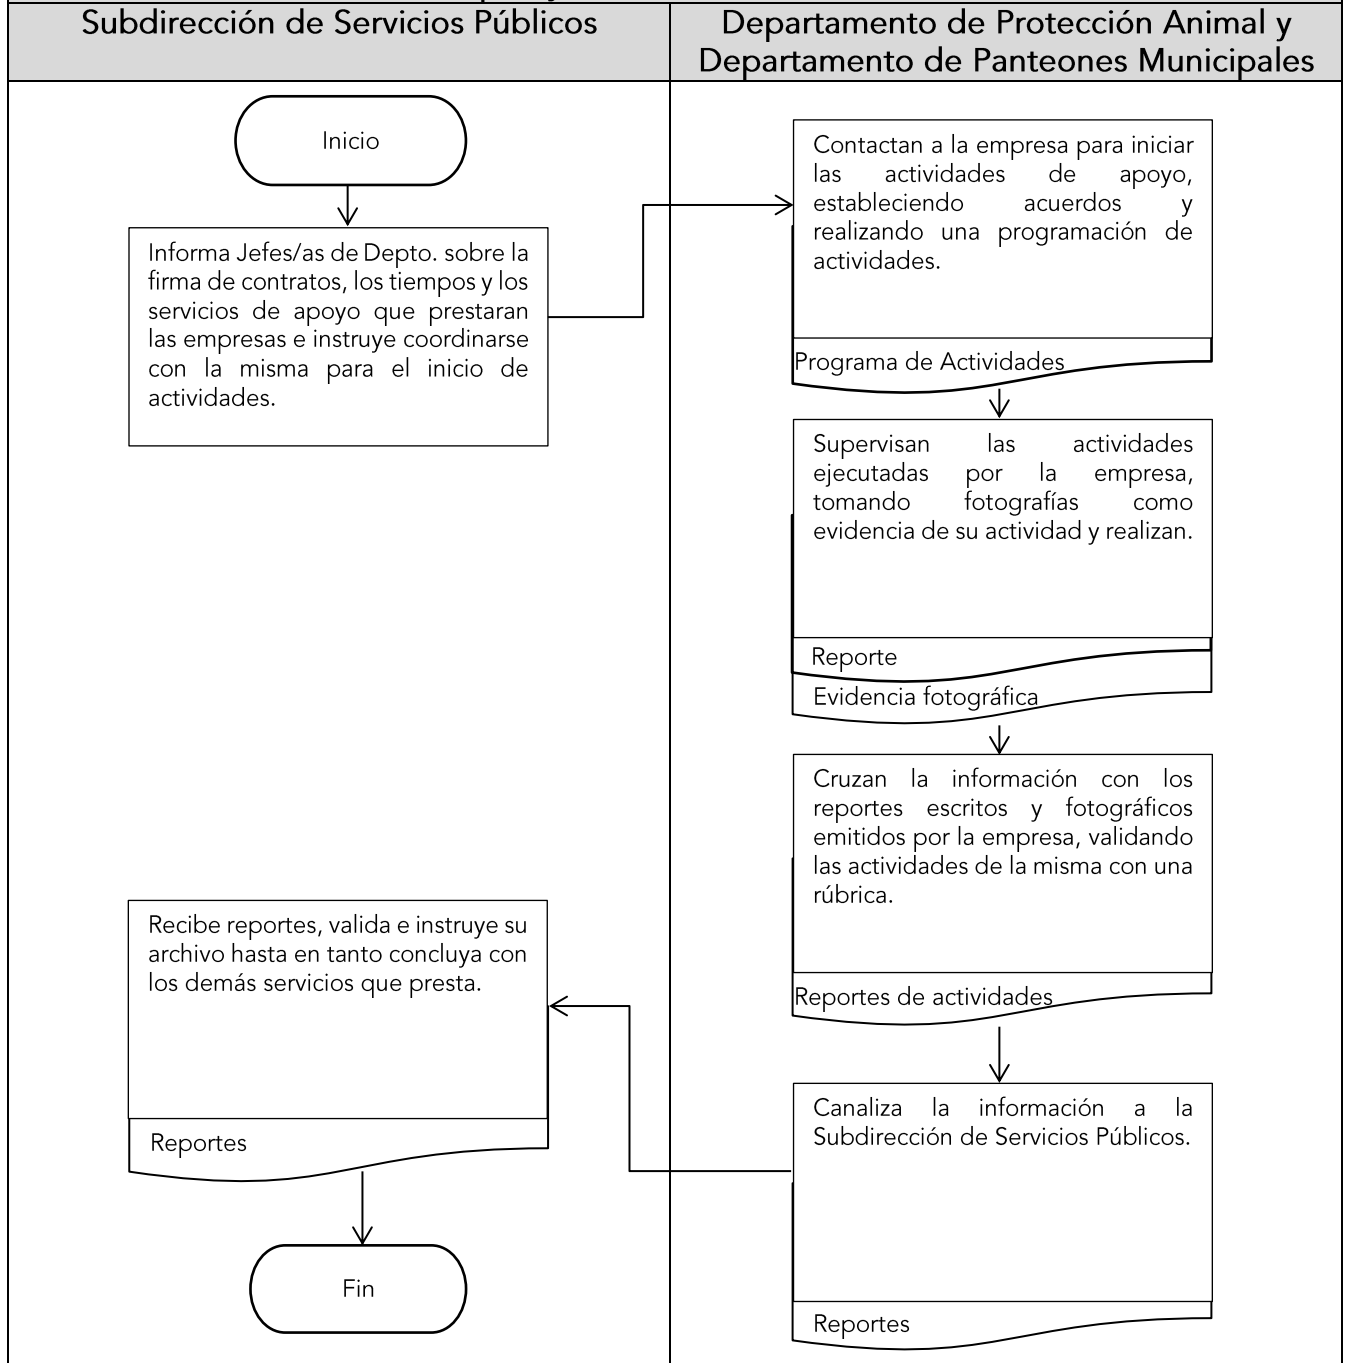 Subdirección de Servicios Públicos
Departamento de Protección Animal y
Departamento de Panteones Municipales
Inicio
Informa Jefes/as de Depto. sobre la
firma de contratos, los tiempos y los
servicios de apoyo que prestaran
las empresas e instruye coordinarse
con la misma para el inicio de
actividades.
Contactan a la empresa para iniciar
las actividades de apoyo,
estableciendo acuerdos y
realizando una programación de
actividades.
Programa de Actividades
Supervisan las actividades
ejecutadas por la empresa,
tomando fotografías como
evidencia de su actividad y realizan.
Reporte
Evidencia fotográfica
Cruzan la información con los
reportes escritos y fotográficos
emitidos por la empresa, validando
las actividades de la misma con una
rúbrica.
Reportes de actividades
Canaliza la información a la
Subdirección de Servicios Públicos.
Reportes
Recibe reportes, valida e instruye su
archivo hasta en tanto concluya con
los demás servicios que presta.
Reportes
Fin